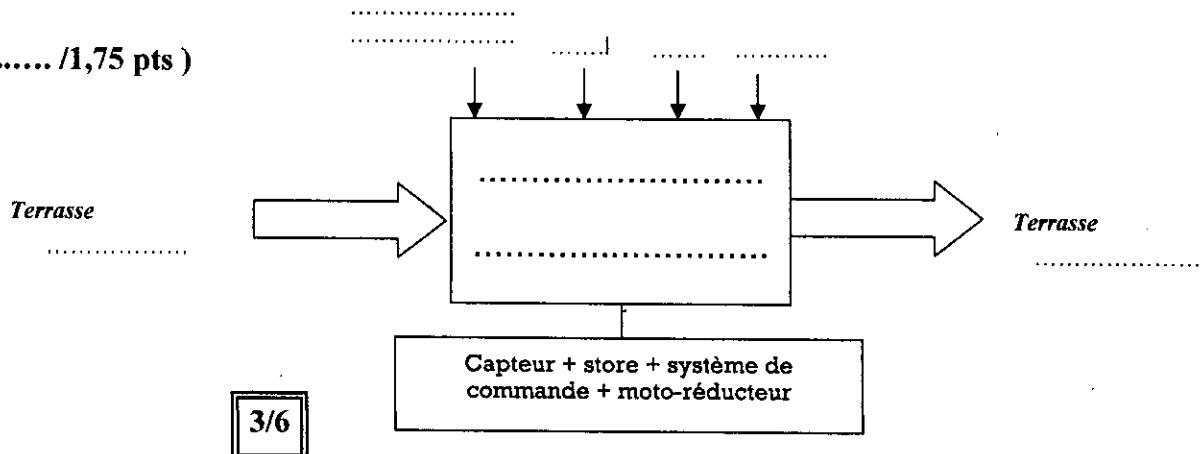 ....... /1,75 pts )
Terrasse
Terrasse
Capteur + store + système de
commande + moto-réducteur
3/6